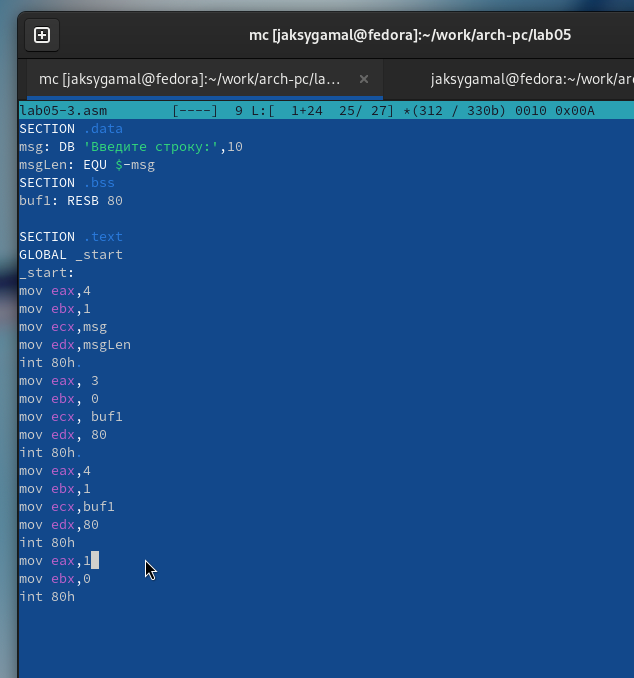 mc [jaksygamal@fedora]:~/work/arch-pc/lab05
mc [jaksygamal@fedora]:~/work/arch-pc/la… ×
jaksygamal@fedora:~/work/arc
lab05-3.asm [----] 9 L:[ 1+24 25/ 27] *(312 / 330b) 0010 0x00A
SECTION .data
msg: DB 'Введите строку:',10
msgLen: EQU $-msg
SECTION .bss
buf1: RESB 80
SECTION .text
GLOBAL _start
_start:
mov eax,4
mov ebx,1
mov ecx,msg
mov edx,msgLen
int 80h.
mov eax, 3
mov ebx, 0
mov ecx, buf1
mov edx, 80
int 80h.
mov eax,4
mov ebx,1
mov ecx,buf1
mov edx,80
int 80h
mov eax,1
mov ebx,0
int 80h